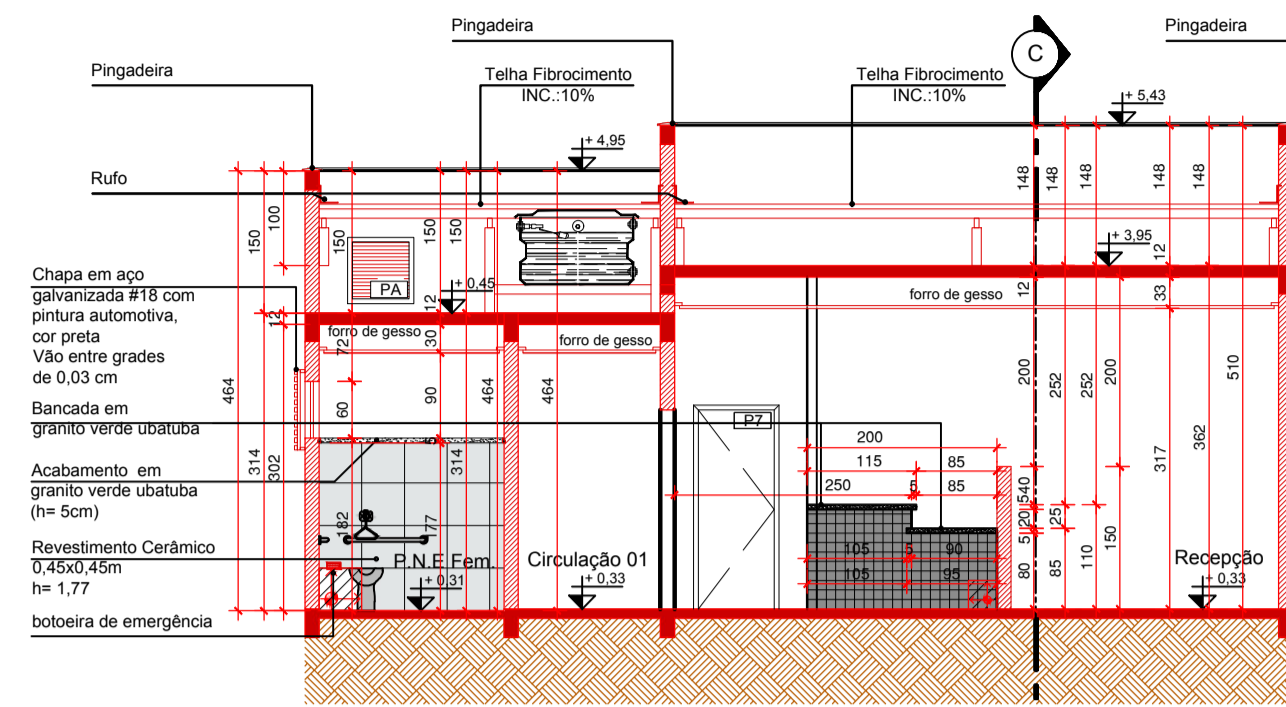 Pingadeira
Pingadeira
Pingadeira
C
Telha Fibrocimento
INC.:10%
Telha Fibrocimento
INC.:10%
+ 5,43
+ 4,95
Rufo
+ 3,95
+ 0,45
PA
Chapa em aço
galvanizada #18 com
pintura automotiva,
cor preta
Vão entre grades
de 0,03 cm
Bancada em
granito verde ubatuba
Acabamento em
granito verde ubatuba
(h= 5cm)
Revestimento Cerâmico
0,45x0,45m
h= 1,77
botoeira de emergência
forro de gesso
forro de gesso
forro de gesso
P7
P.N.E Fem.
+ 0,31
Circulação 01
+ 0,33
Recepção
+ 0,33
464
314
150
302
100
12
150
72
60
182
150
12
30
90
5
177
150
314
464
464
200
115
85
250
5
85
105
5
90
105
95
148
148
148
148
148
12
12
33
200
252
252
200
317
362
510
540
20
5
80
25
85
110
150